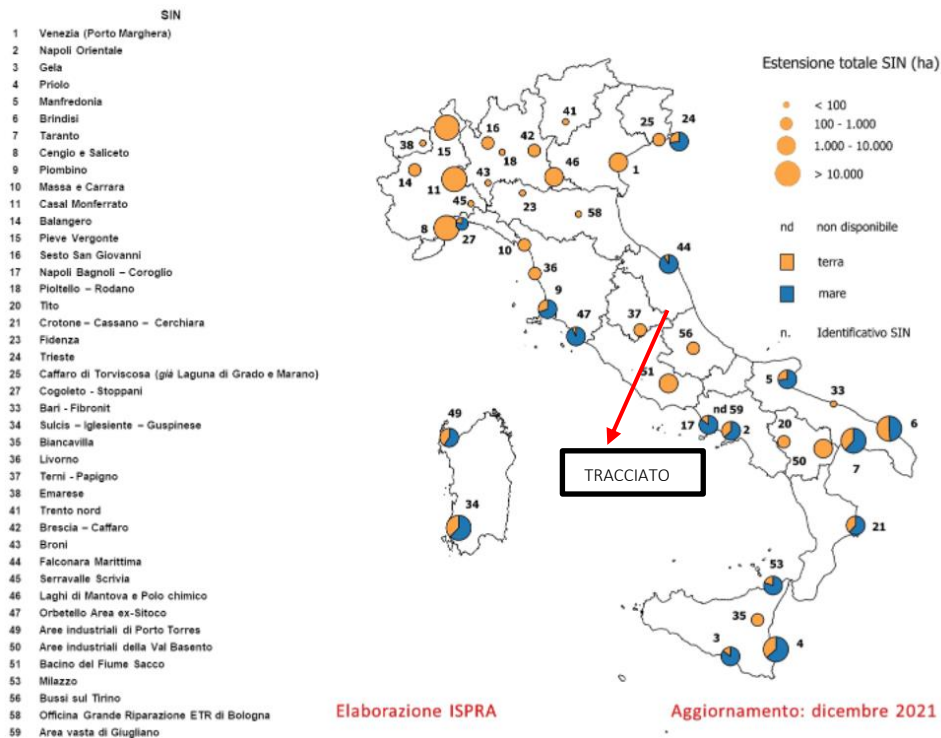 SIN
1 Venezia (Porto Marghera)
2 Napoli Orientale
3 Gela
4 Priolo
5 Manfredonia
6 Brindisi
7 Taranto
8 Cengio e Saliceto
9 Piombino
10 Massa e Carrara
11 Casal Monferrato
14 Balangero
15 Pieve Vergonte
16 Sesto San Giovanni
17 Napoli Bagnoli – Coroglio
18 Pioltello – Rodano
20 Tito
21 Crotone – Cassano – Cerchiara
23 Fidenza
24 Trieste
25 Caffaro di Torviscosa (già Laguna di Grado e Marano)
27 Cogoleto - Stoppani
33 Bari - Fibronit
34 Sulcis – Iglesiente – Guspinese
35 Biancavilla
36 Livorno
37 Terni - Papigno
38 Emarese
41 Trento nord
42 Brescia – Caffaro
43 Broni
44 Falconara Marittima
45 Serravalle Scrivia
46 Laghi di Mantova e Polo chimico
47 Orbetello Area ex-Sitoco
49 Aree industriali di Porto Torres
50 Aree industriali della Val Basento
51 Bacino del Fiume Sacco
53 Milazzo
56 Bussi sul Tirino
58 Officina Grande Riparazione ETR di Bologna
59 Area vasta di Giugliano
Estensione totale SIN (ha)
< 100
100 - 1.000
1.000 - 10.000
> 10.000
nd non disponibile
terra
mare
n. Identificativo SIN
41
25
24
16
42
38
15
18
1
14
11
43
46
45
23
58
8
27
10
44
36
9
47
37
56
51
5
33
nd 59
17
2
20
6
50
7
49
34
21
53
35
3
4
TRACCIATO
Elaborazione ISPRA
Aggiornamento: dicembre 2021